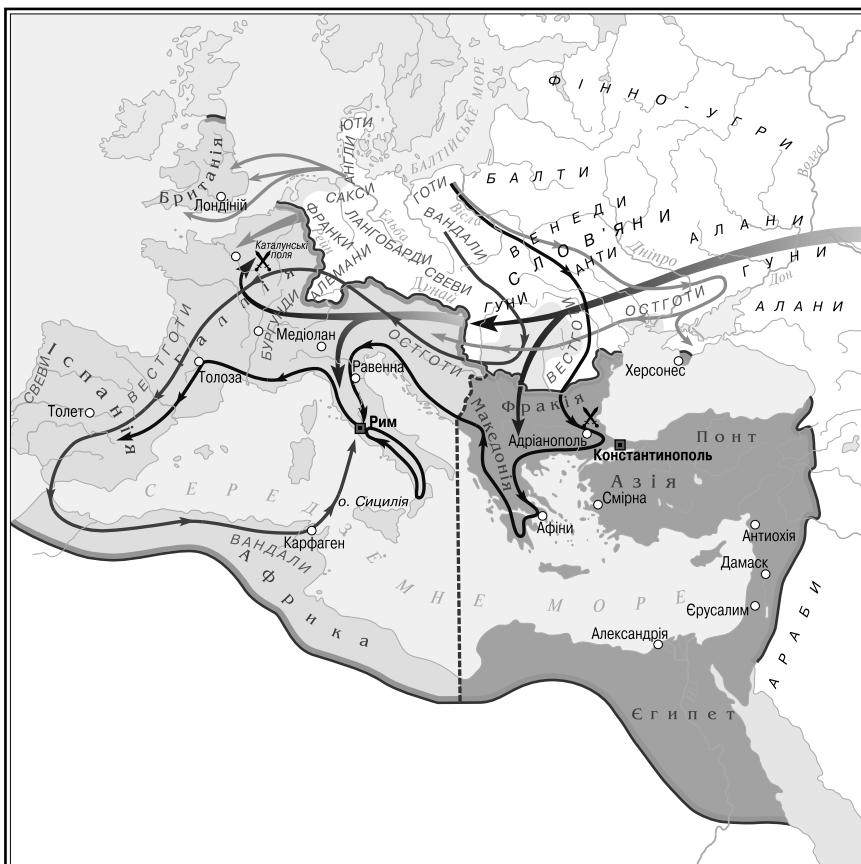 ФІННО-УГРИ
БАЛТІЙСЬКЕ МОРЕ
ЮТИ
АНГЛИ
САКСИ
Британія
Лондіній
ГОТИ
БАЛТИ
Волга
Вісла
ВАНДАЛИ
ВЕНЕДИ
СЛОВ'ЯНИ
АНТИ
Дніпро
АЛАНИ
ГУНИ
Дон
АЛАНИ
Ельба
ЛАНГОБАРДИ
ФРАНКИ
Рейн
АЛЕМАНИ
СВЕВИ
Дунай
ГУНИ
ОСТГОТИ
ВЕСТГОТИ
Каталунські
поля
Галлія
БУРГУНДИ
Медіолан
ОСТГОТИ
Херсонес
ВЕСТГОТИ
Іспанія
СВЕВИ
Толоза
Равенна
Толет
Рим
Македонія
Фракія
Адріанополь
Константинополь
Понт
Азія
Смірна
СЕРЕДЗЕМНЕ МОРЕ
о. Сицилія
Афіни
Антиохія
Карфаген
ВАНДАЛИ
Африка
Дамаск
Єрусалим
Александрія
АРАБИ
Єгипет